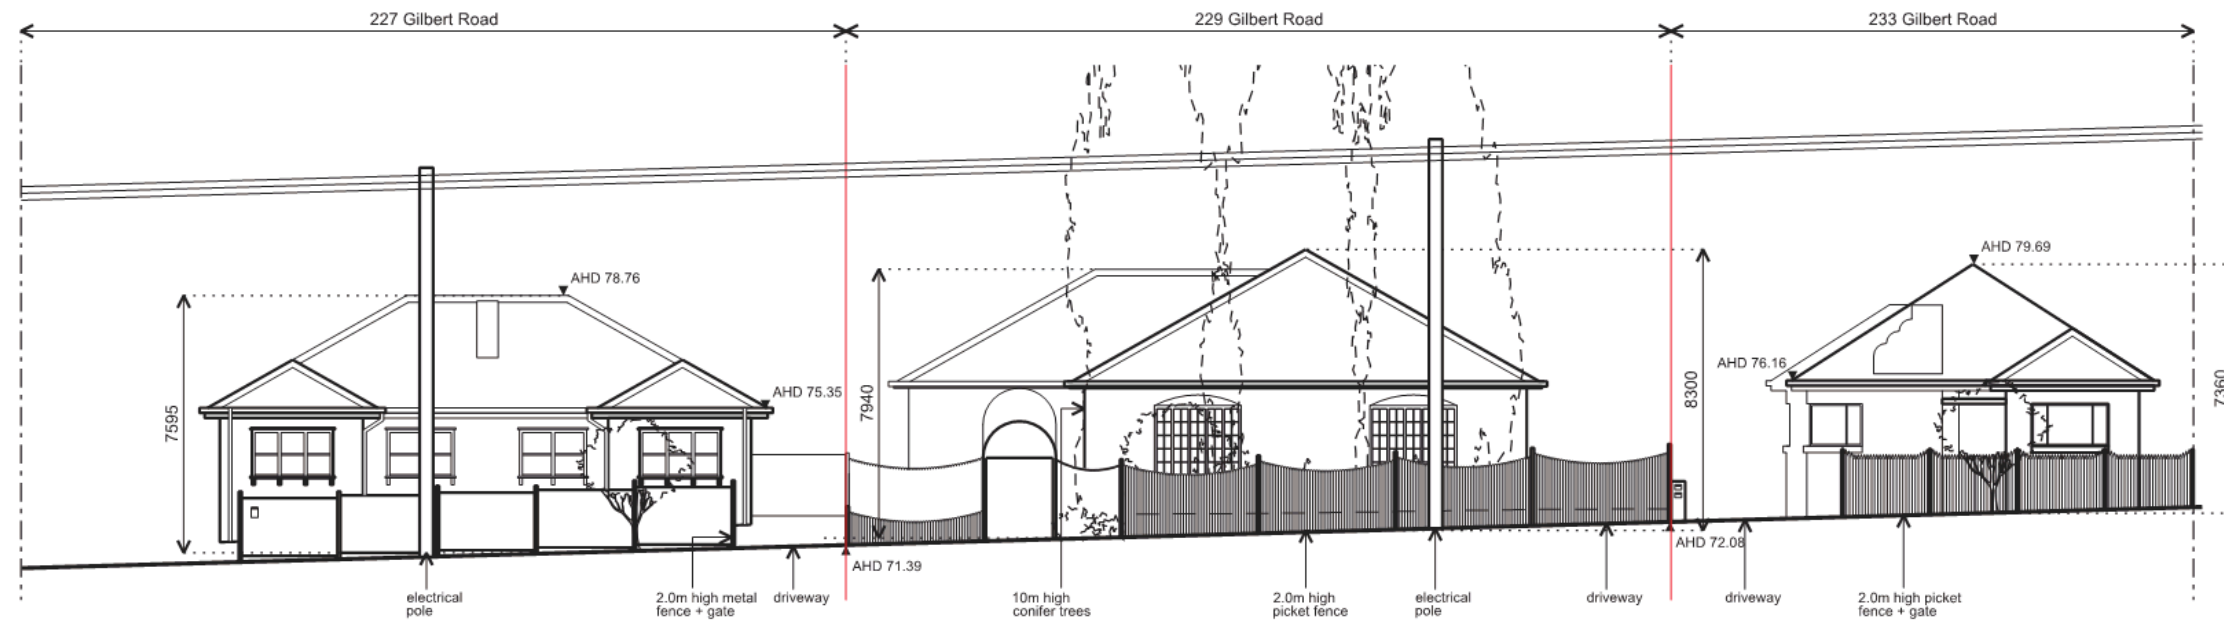 227 Gilbert Road
229 Gilbert Road
233 Gilbert Road
AHD 78.76
AHD 75.35
7595
7940
8300
AHD 79.69
AHD 76.16
7360
AHD 71.39
AHD 72.08
electrical
pole
2.0m high metal
fence + gate
driveway
10m high
conifer trees
2.0m high
picket fence
electrical
pole
driveway
driveway
2.0m high picket
fence + gate